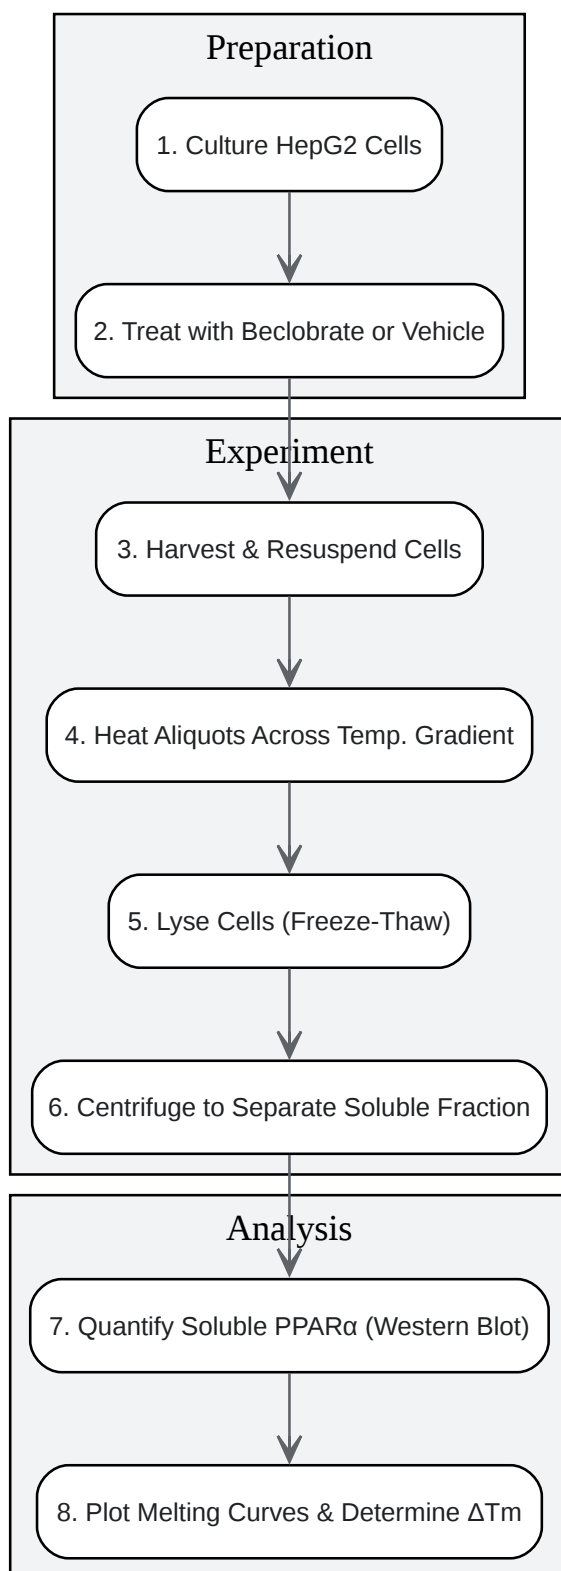 Preparation
1. Culture HepG2 Cells
2. Treat with Beclobrate or Vehicle
Experiment
3. Harvest & Resuspend Cells
4. Heat Aliquots Across Temp. Gradient
5. Lyse Cells (Freeze-Thaw)
6. Centrifuge to Separate Soluble Fraction
Analysis
7. Quantify Soluble PPARα (Western Blot)
8. Plot Melting Curves & Determine ΔTm